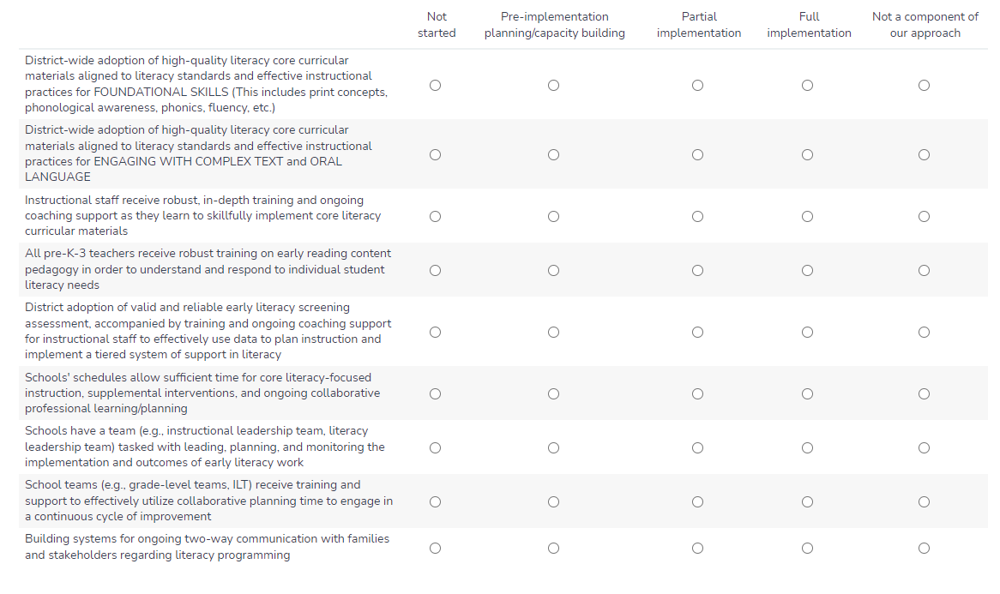 Not started
Pre-implementation planning/capacity building
Partial implementation
Full implementation
Not a component of our approach
District-wide adoption of high-quality literacy core curricular
materials aligned to literacy standards and effective instructional
practices for FOUNDATIONAL SKILLS (This includes print concepts,
phonological awareness, phonics, fluency, etc.)
District-wide adoption of high-quality literacy core curricular
materials aligned to literacy standards and effective instructional
practices for ENGAGING WITH COMPLEX TEXT and ORAL
LANGUAGE
Instructional staff receive robust, in-depth training and ongoing
coaching support as they learn to skillfully implement core literacy
curricular materials
All pre-K-3 teachers receive robust training on early reading content
pedagogy in order to understand and respond to individual student
literacy needs
District adoption of valid and reliable early literacy screening
assessment, accompanied by training and ongoing coaching support
for instructional staff to effectively use data to plan instruction and
implement a tiered system of support in literacy
Schools' schedules allow sufficient time for core literacy-focused
instruction, supplemental interventions, and ongoing collaborative
professional learning/planning
Schools have a team (e.g., instructional leadership team, literacy
leadership team) tasked with leading, planning, and monitoring the
implementation and outcomes of early literacy work
School teams (e.g., grade-level teams, ILT) receive training and
support to effectively utilize collaborative planning time to engage in
a continuous cycle of improvement
Building systems for ongoing two-way communication with families
and stakeholders regarding literacy programming